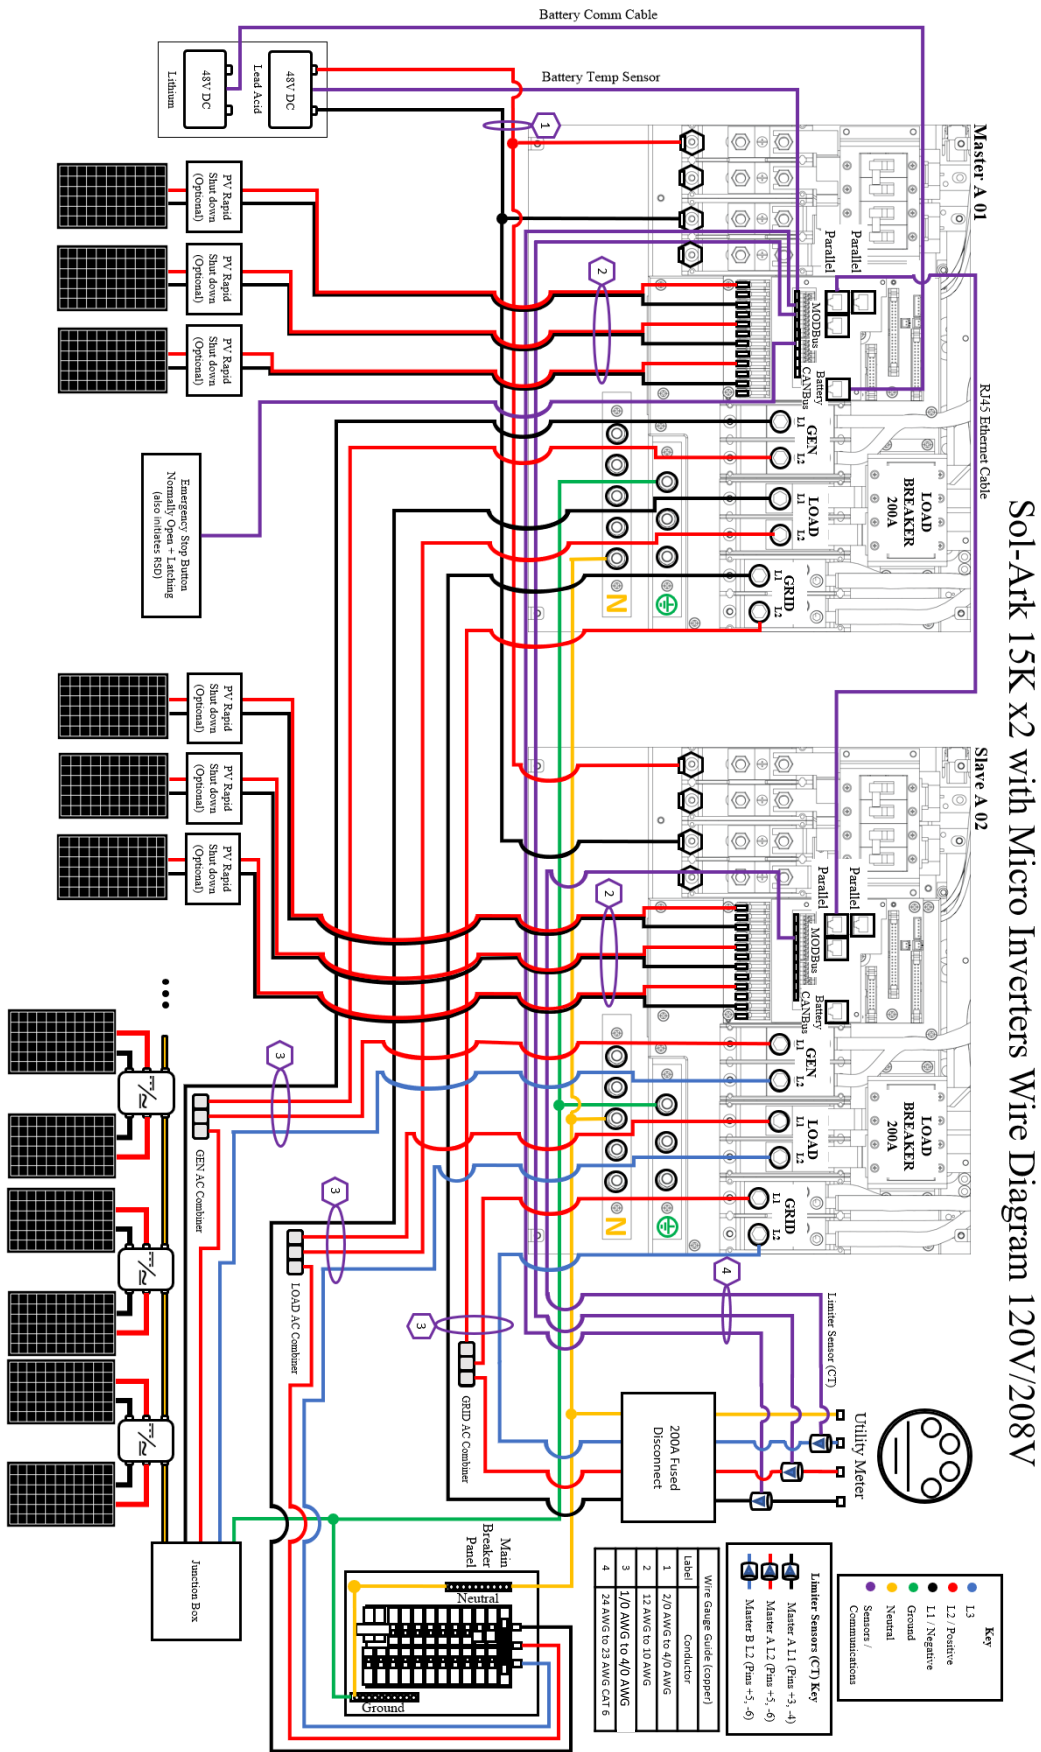 Sol-Ark 15K x2 with Micro Inverters Wire Diagram 120V/208V
Battery Comm Cable
Battery Temp Sensor
48V DC
Lithium
48V DC
Lead Acid
1
Master A 01
Parallel
Parallel
MODBus
Battery
CANBus
RJ45 Ethernet Cable
PV Rapid
Shut down
(Optional)
PV Rapid
Shut down
(Optional)
PV Rapid
Shut down
(Optional)
2
GEN
L1
L2
LOAD
L1
L2
GRID
L1
L2
LOAD
BREAKER
200A
N
Emergency Stop Button
Normally Open + Latching
(also initiates RSD)
Slave A 02
Parallel
Parallel
MODBus
Battery
CANBus
PV Rapid
Shut down
(Optional)
PV Rapid
Shut down
(Optional)
PV Rapid
Shut down
(Optional)
2
GEN
L1
L2
LOAD
L1
L2
GRID
L1
L2
LOAD
BREAKER
200A
N
3
GEN AC Combiner
3
LOAD AC Combiner
3
GRID AC Combiner
4
Limiter Sensor (CT)
Utility Meter
200A Fused
Disconnect
Junction Box
Main
Breaker
Panel
Neutral
Ground
Key
L3
L2 / Positive
L1 / Negative
Ground
Neutral
Sensors /
Communications
Limiter Sensors (CT) Key
Master A L1 (Pins +3, -4)
Master A L2 (Pins +5, -6)
Master B L2 (Pins +5, -6)
Wire Gauge Guide (copper)
Label Conductor
1 2/0 AWG to 4/0 AWG
2 12 AWG to 10 AWG
3 1/0 AWG to 4/0 AWG
4 24 AWG to 23 AWG CAT 6